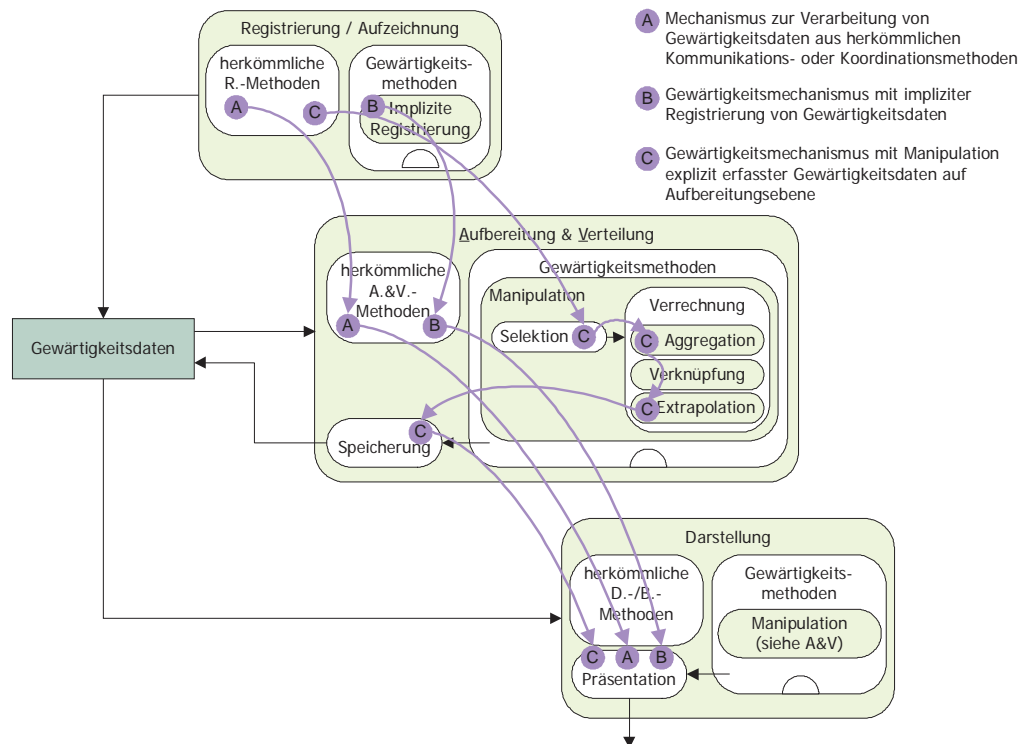 Registrierung / Aufzeichnung
herkömmliche
R.-Methoden
A
C
Gewärtigkeits-
methoden
B
Implizite
Registrierung
A
Mechanismus zur Verarbeitung von
Gewärtigkeitsdaten aus herkömmlichen
Kommunikations- oder Koordinationsmethoden
B
Gewärtigkeitsmechanismus mit impliziter
Registrierung von Gewärtigkeitsdaten
C
Gewärtigkeitsmechanismus mit Manipulation
explizit erfasster Gewärtigkeitsdaten auf
Aufbereitungsebene
Aufbereitung & Verteilung
herkömmliche
A.&V.-
Methoden
A
B
Gewärtigkeitsmethoden
Manipulation
Selektion
C
Verrechnung
C
Aggregation
Verknüpfung
C
Extrapolation
C
Speicherung
Gewärtigkeitsdaten
Darstellung
herkömmliche
D.-/B.-
Methoden
Gewärtigkeits-
methoden
Manipulation
(siehe A&V)
C
A
B
Präsentation